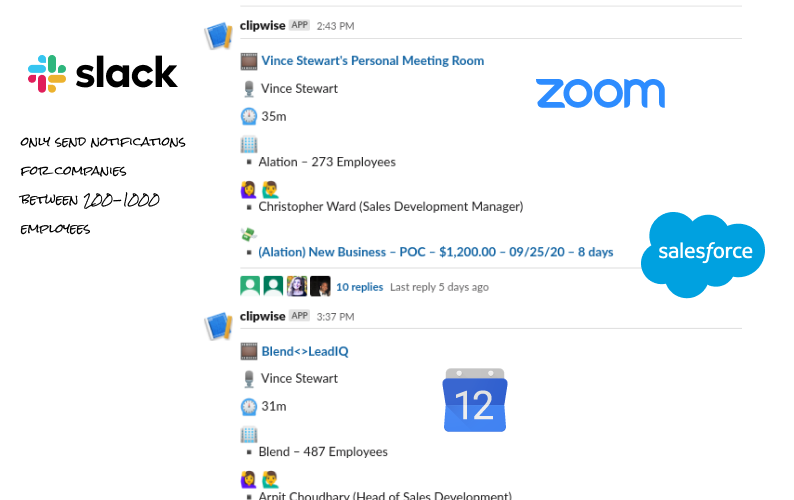 slack
only send notifications
for companies
between 200-1000
employees
clipwise APP 2:43 PM
Vince Stewart's Personal Meeting Room
Vince Stewart
35m
▪ Alation – 273 Employees
▪ Christopher Ward (Sales Development Manager)
▪ (Alation) New Business – POC – $1,200.00 – 09/25/20 – 8 days
10 replies Last reply 5 days ago
zoom
salesforce
clipwise APP 3:37 PM
Blend<>LeadIQ
Vince Stewart
31m
▪ Blend – 487 Employees
▪ Arpit Choudhary (Head of Sales Development)
12